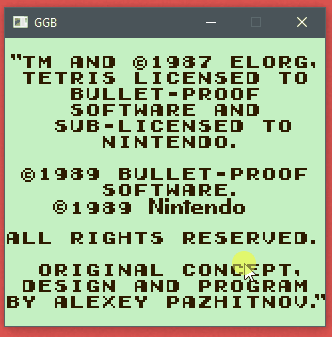 GGB
"TM AND ©1987 ELORG,
TETRIS LICENSED TO
BULLET-PROOF
SOFTWARE AND
SUB-LICENSED TO
NINTENDO.
©1989 BULLET-PROOF
SOFTWARE.
©1989 Nintendo
ALL RIGHTS RESERVED.
ORIGINAL CONCEPT,
DESIGN AND PROGRAM
BY ALEXEY PAZHITNOV."